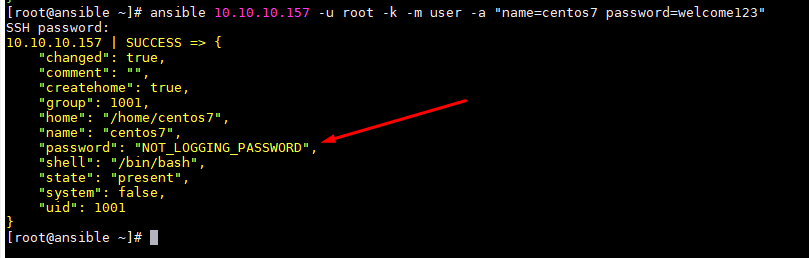 [root@ansible ~]# ansible 10.10.10.157 -u root -k -m user -a "name=centos7 password=welcome123"
SSH password:
10.10.10.157 | SUCCESS => {
    "changed": true,
    "comment": "",
    "createhome": true,
    "group": 1001,
    "home": "/home/centos7",
    "name": "centos7",
    "password": "NOT_LOGGING_PASSWORD",
    "shell": "/bin/bash",
    "state": "present",
    "system": false,
    "uid": 1001
}
[root@ansible ~]#